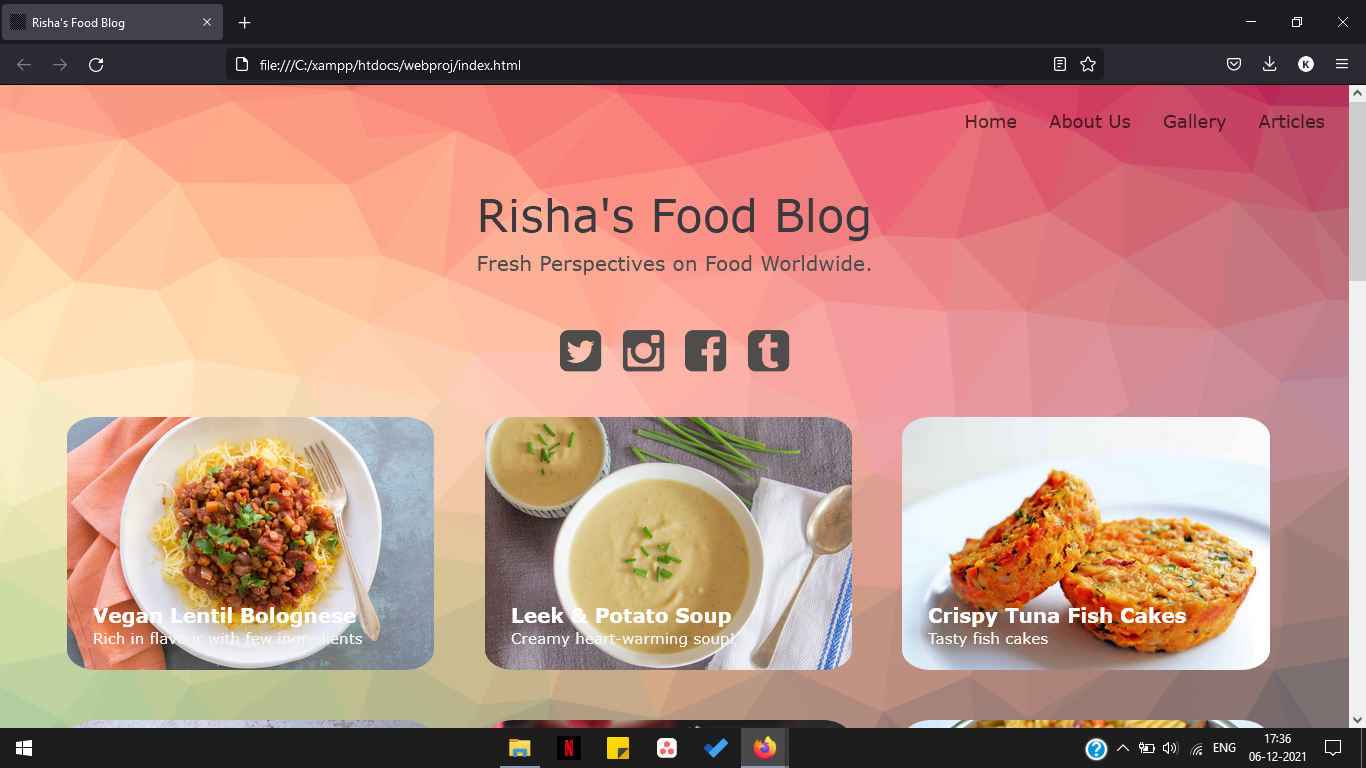 Risha's Food Blog
file:///C:/xampp/htdocs/webproj/index.html
K
Home About Us Gallery Articles
Risha's Food Blog
Fresh Perspectives on Food Worldwide.
Vegan Lentil Bolognese
Rich in flavour with few ingredients
Leek & Potato Soup
Creamy heart-warming soup!
Crispy Tuna Fish Cakes
Tasty fish cakes
N
?
ENG
17:36
06-12-2021